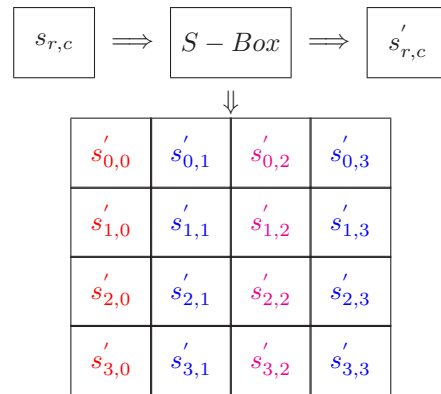 s_{r,c} ⟹ S − Box ⟹ s'_{r,c}
⇓
s'_{0,0} s'_{0,1} s'_{0,2} s'_{0,3}
s'_{1,0} s'_{1,1} s'_{1,2} s'_{1,3}
s'_{2,0} s'_{2,1} s'_{2,2} s'_{2,3}
s'_{3,0} s'_{3,1} s'_{3,2} s'_{3,3}